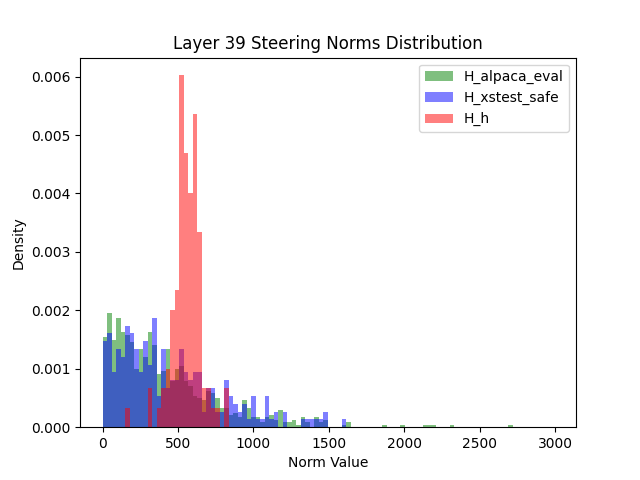 Layer 39 Steering Norms Distribution
H_alpaca_eval
H_xstest_safe
H_h
Density
0.006
0.005
0.004
0.003
0.002
0.001
0.000
0
500
1000
1500
2000
2500
3000
Norm Value